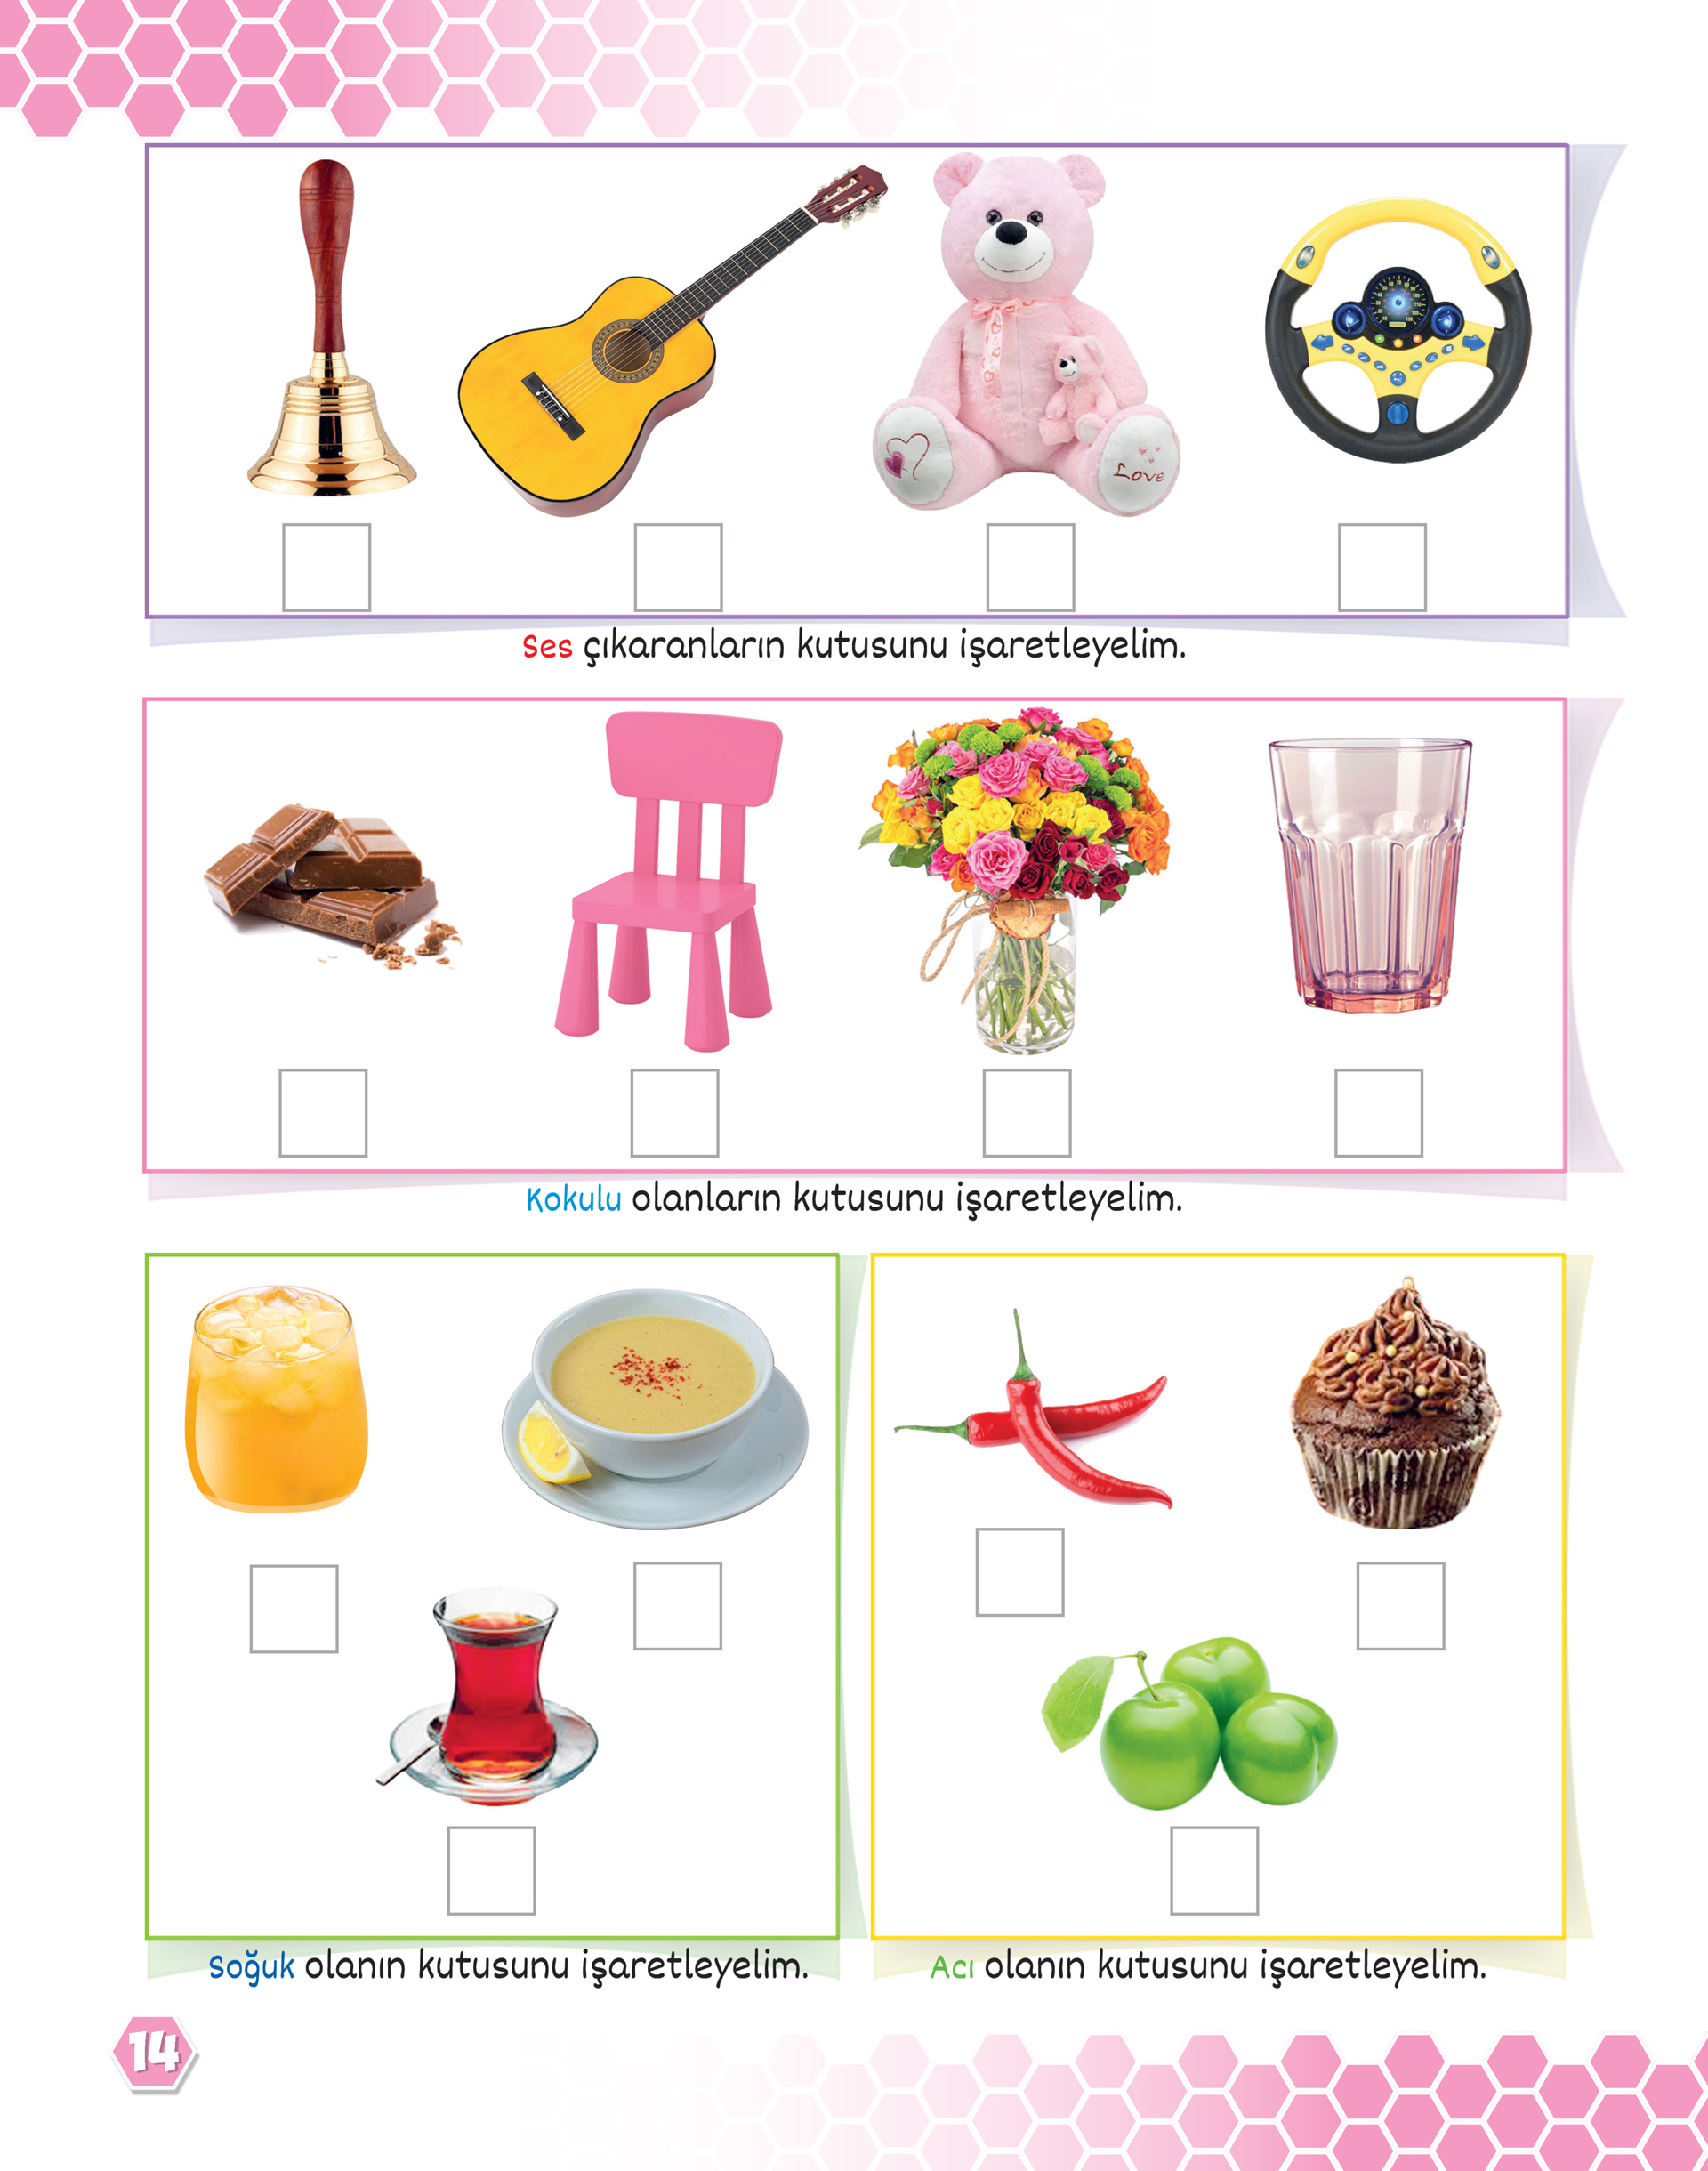 Love
Ses çıkaranların kutusunu işaretleyelim.
Kokulu olanların kutusunu işaretleyelim.
Soğuk olanın kutusunu işaretleyelim.
Acı olanın kutusunu işaretleyelim.
14